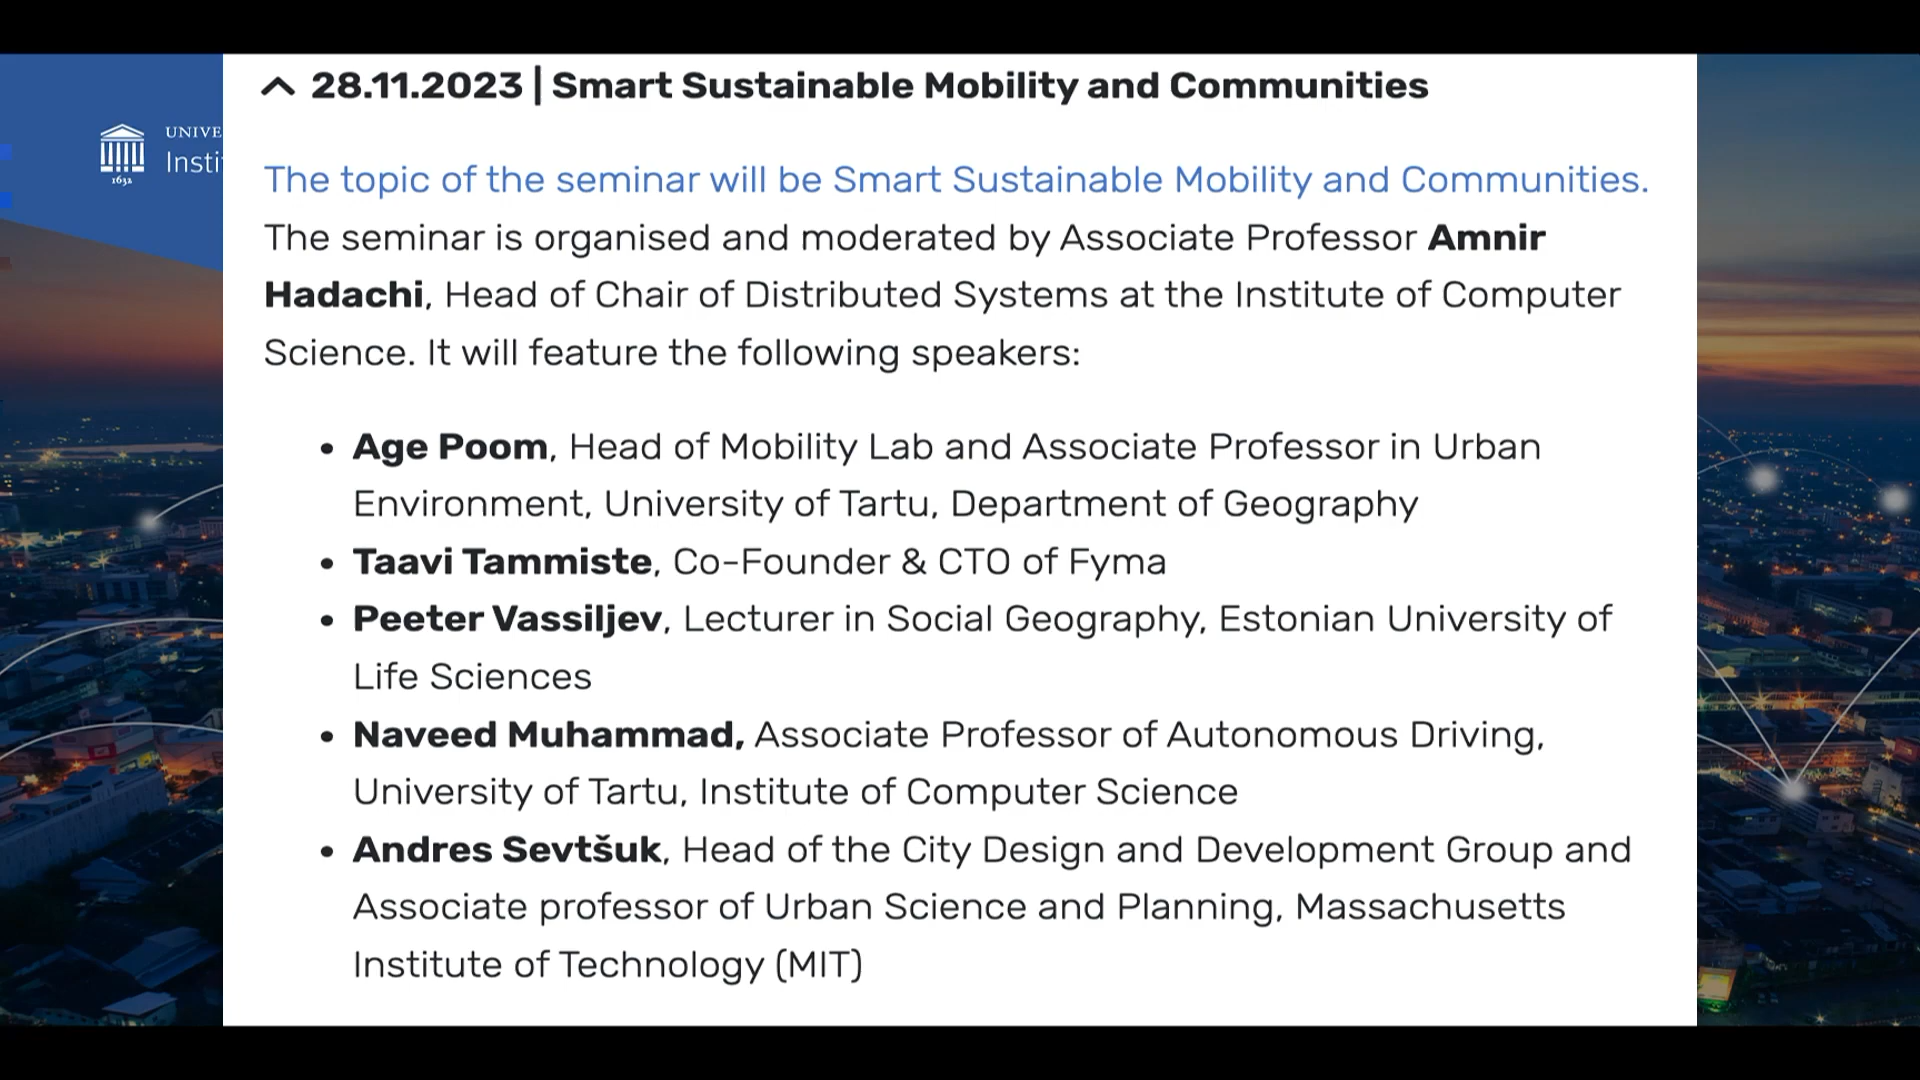 28.11.2023 | Smart Sustainable Mobility and Communities
UNIVE
Insti
1632
The topic of the seminar will be Smart Sustainable Mobility and Communities.
The seminar is organised and moderated by Associate Professor Amnir
Hadachi, Head of Chair of Distributed Systems at the Institute of Computer
Science. It will feature the following speakers:
• Age Poom, Head of Mobility Lab and Associate Professor in Urban
Environment, University of Tartu, Department of Geography
• Taavi Tammiste, Co-Founder & CTO of Fyma
• Peeter Vassiljev, Lecturer in Social Geography, Estonian University of
Life Sciences
• Naveed Muhammad, Associate Professor of Autonomous Driving,
University of Tartu, Institute of Computer Science
• Andres Sevtšuk, Head of the City Design and Development Group and
Associate professor of Urban Science and Planning, Massachusetts
Institute of Technology (MIT)